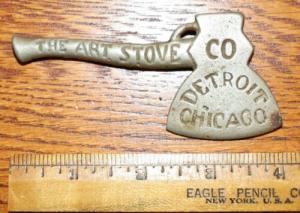 THE ART STOVE CO
DETROIT
CHICAGO
1 2 3 4
EAGLE PENCIL CO
NEW YORK, U.S.A.